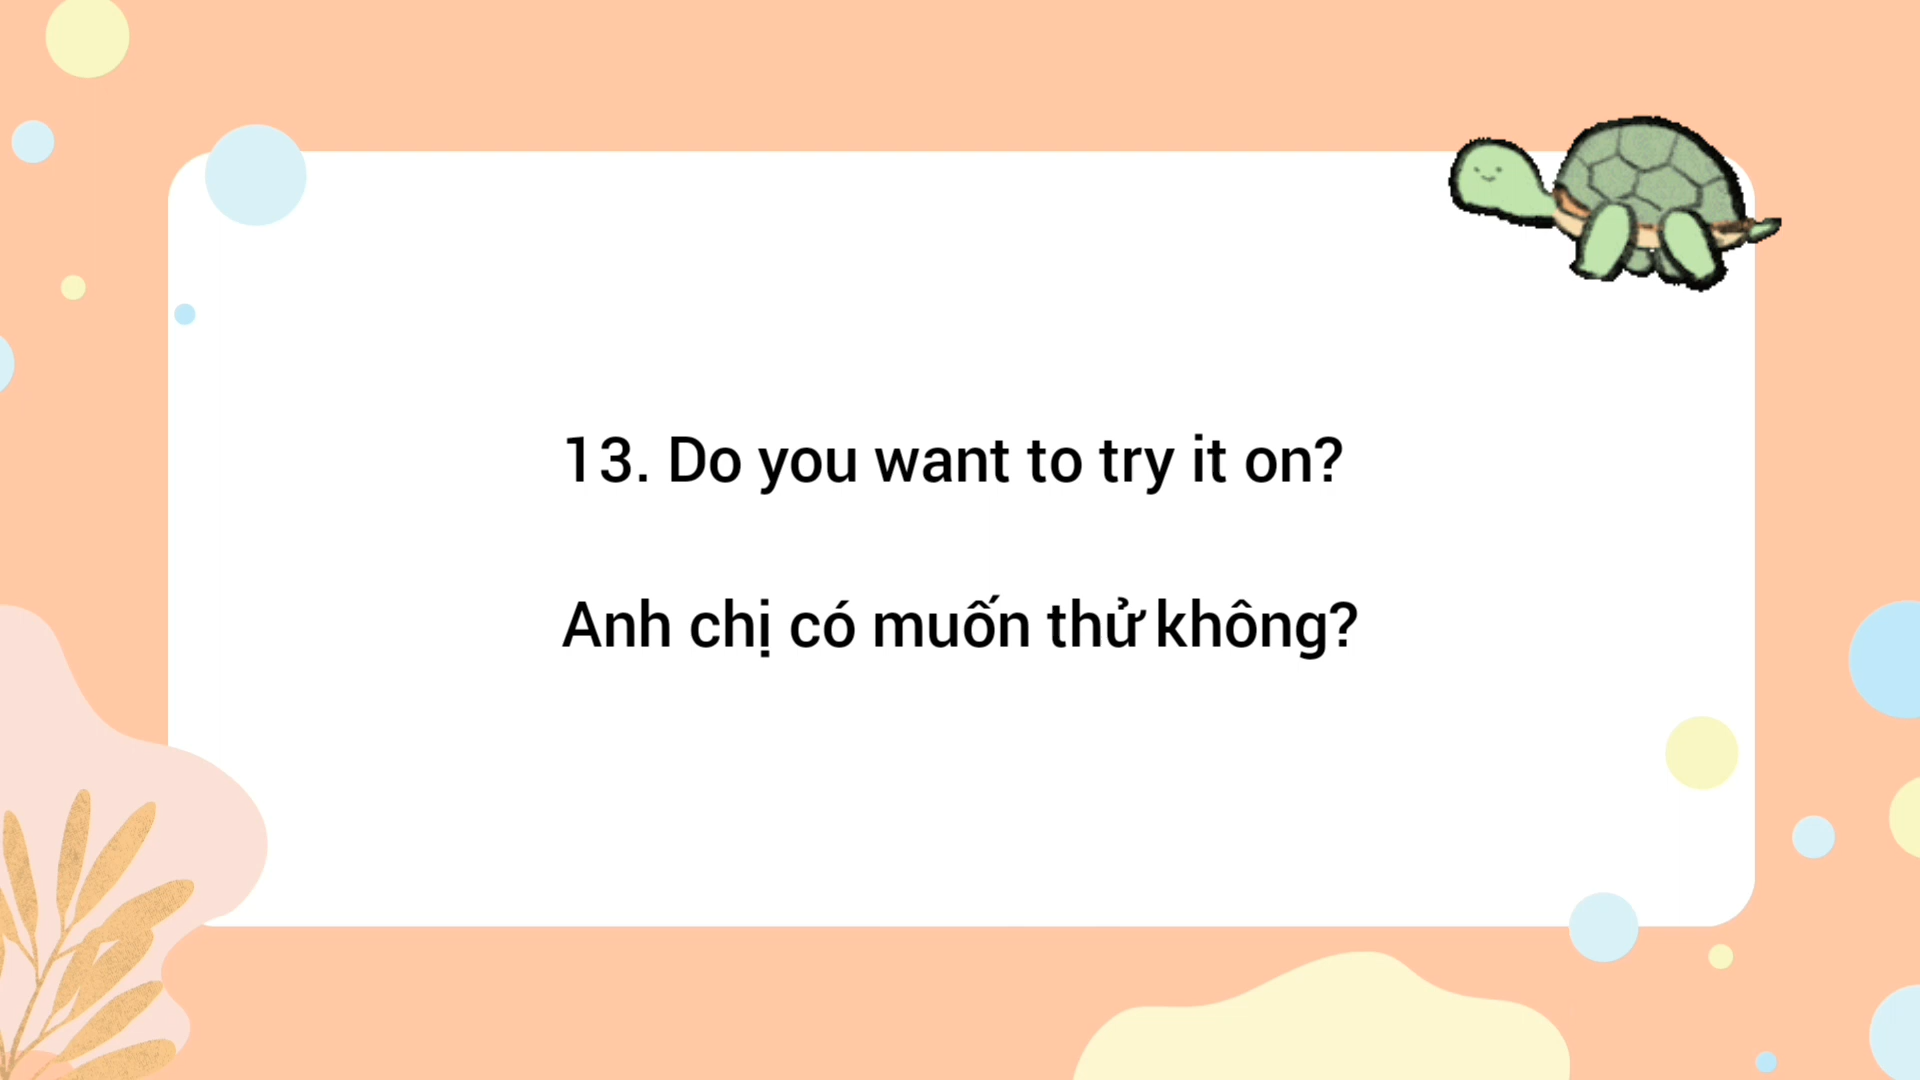 13. Do you want to try it on?
Anh chị có muốn thử không?